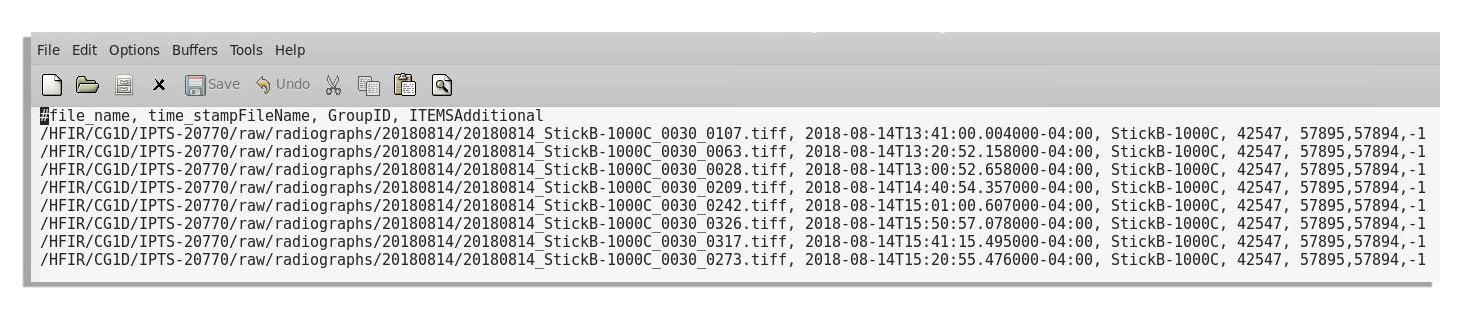 File Edit Options Buffers Tools Help
Save Undo
#file_name, time_stampFileName, GroupID, ITEMSAdditional
/HFIR/CG1D/IPTS-20770/raw/radiographs/20180814/20180814_StickB-1000C_0030_0107.tiff, 2018-08-14T13:41:00.004000-04:00, StickB-1000C, 42547, 57895,57894,-1
/HFIR/CG1D/IPTS-20770/raw/radiographs/20180814/20180814_StickB-1000C_0030_0063.tiff, 2018-08-14T13:20:52.158000-04:00, StickB-1000C, 42547, 57895,57894,-1
/HFIR/CG1D/IPTS-20770/raw/radiographs/20180814/20180814_StickB-1000C_0030_0028.tiff, 2018-08-14T13:00:52.658000-04:00, StickB-1000C, 42547, 57895,57894,-1
/HFIR/CG1D/IPTS-20770/raw/radiographs/20180814/20180814_StickB-1000C_0030_0209.tiff, 2018-08-14T14:40:54.357000-04:00, StickB-1000C, 42547, 57895,57894,-1
/HFIR/CG1D/IPTS-20770/raw/radiographs/20180814/20180814_StickB-1000C_0030_0242.tiff, 2018-08-14T15:01:00.607000-04:00, StickB-1000C, 42547, 57895,57894,-1
/HFIR/CG1D/IPTS-20770/raw/radiographs/20180814/20180814_StickB-1000C_0030_0326.tiff, 2018-08-14T15:50:57.078000-04:00, StickB-1000C, 42547, 57895,57894,-1
/HFIR/CG1D/IPTS-20770/raw/radiographs/20180814/20180814_StickB-1000C_0030_0317.tiff, 2018-08-14T15:41:15.495000-04:00, StickB-1000C, 42547, 57895,57894,-1
/HFIR/CG1D/IPTS-20770/raw/radiographs/20180814/20180814_StickB-1000C_0030_0273.tiff, 2018-08-14T15:20:55.476000-04:00, StickB-1000C, 42547, 57895,57894,-1